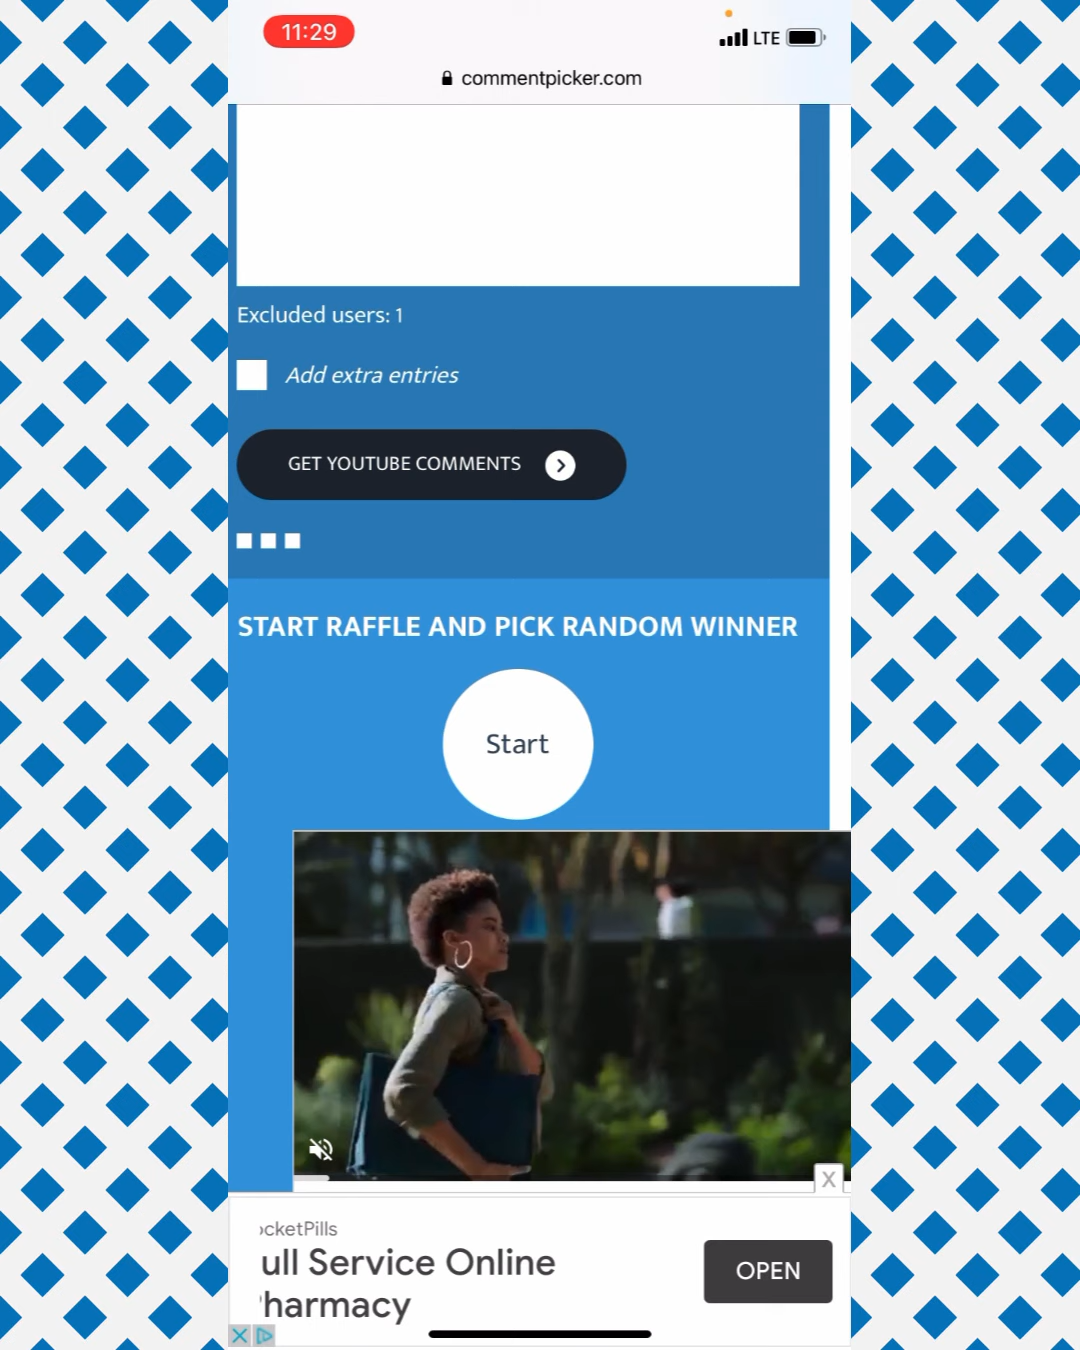 11:29
LTE
commentpicker.com
Excluded users: 1
Add extra entries
GET YOUTUBE COMMENTS
START RAFFLE AND PICK RANDOM WINNER
Start
X
ocketPills
ull Service Online
harmacy
OPEN